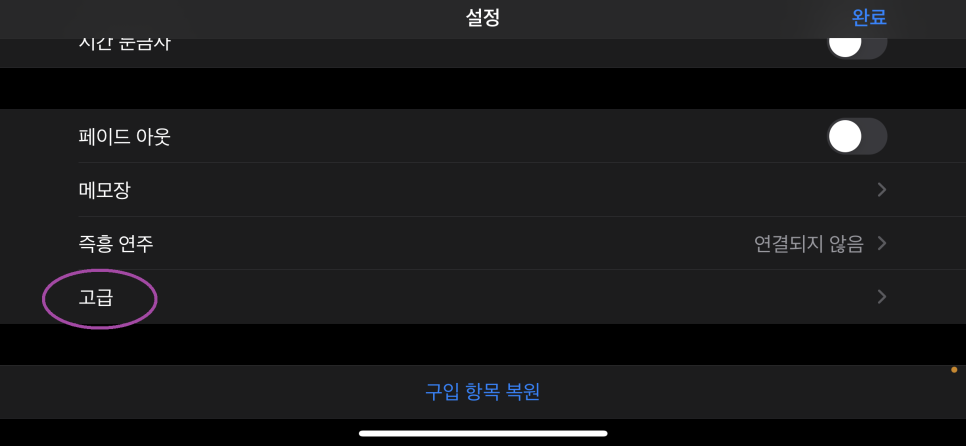 설정
완료
시간 눈금자
페이드 아웃
메모장
즉흥 연주
연결되지 않음
고급
구입 항목 복원